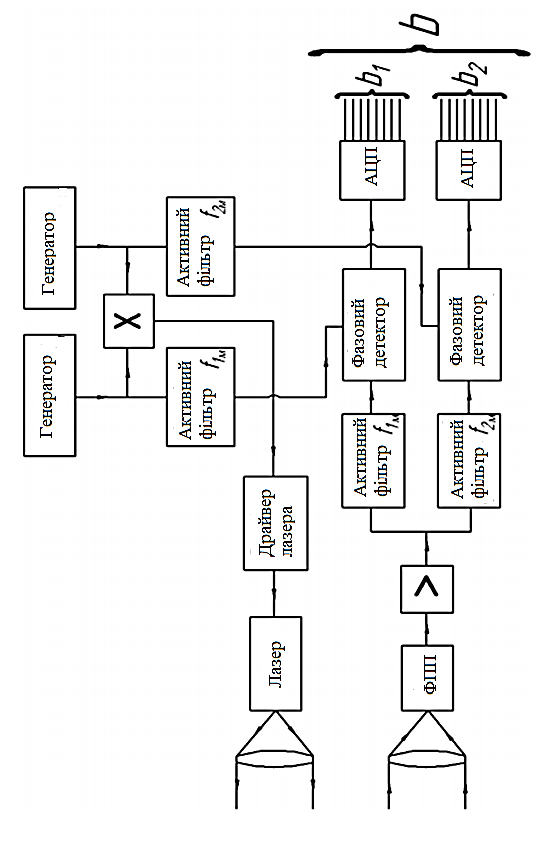 Генератор
Генератор
X
Активний
фільтр f1м
Активний
фільтр f2м
Лазер
Драйвер
лазера
Активний
фільтр f1м
Фазовий
детектор
АЦП
b1
ФПП
>
b
Активний
фільтр f2м
Фазовий
детектор
АЦП
b2